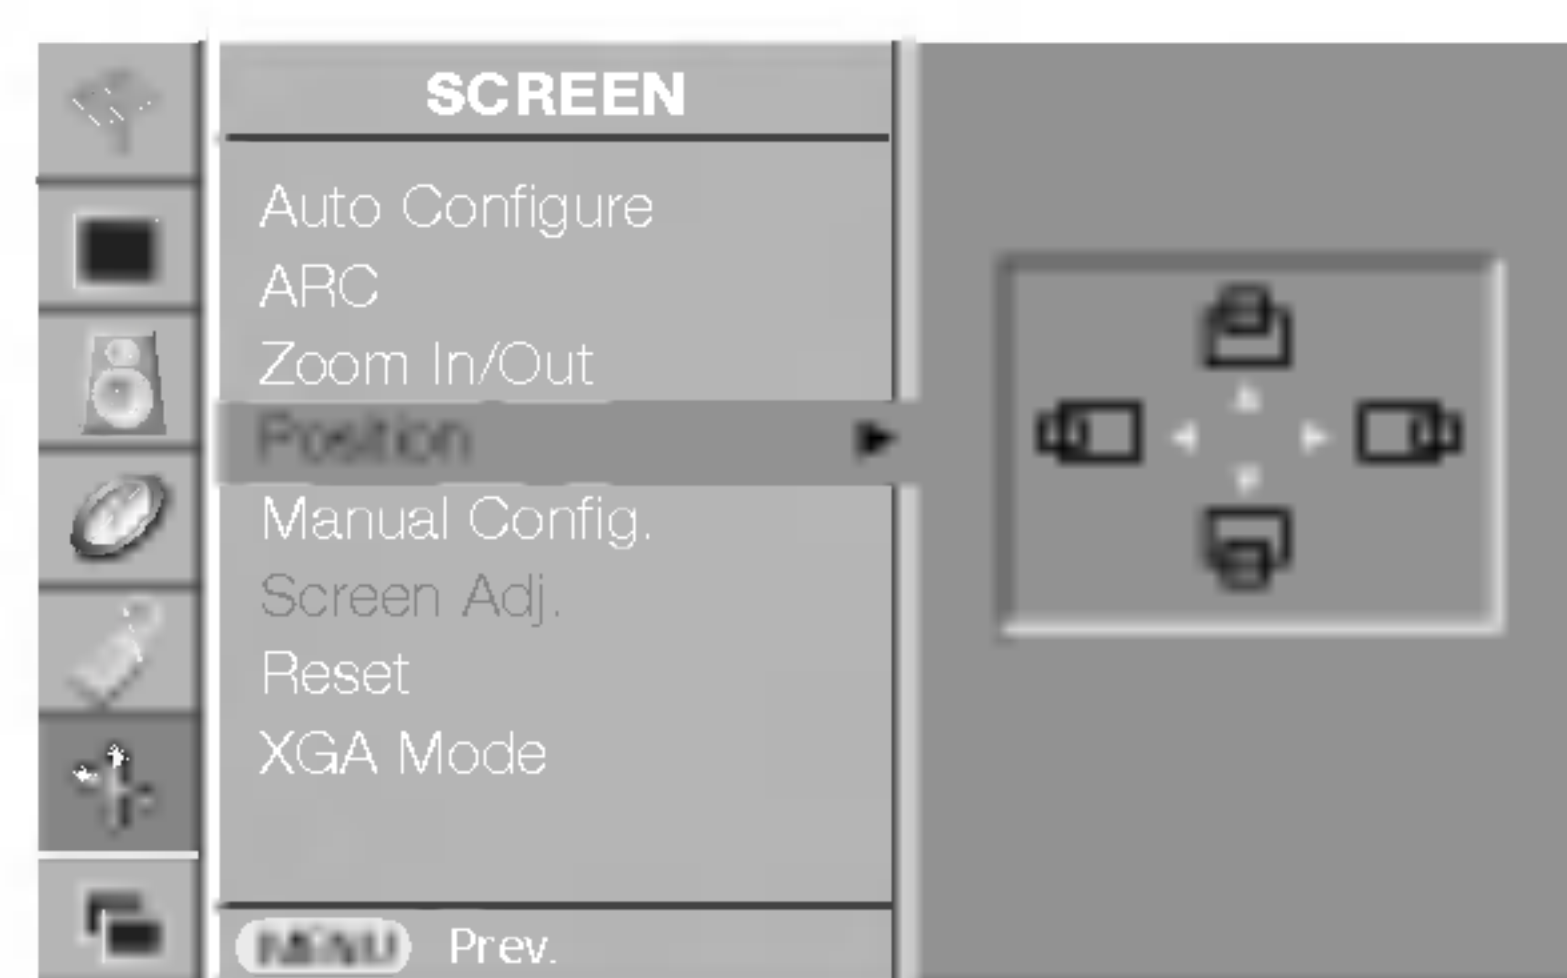 SCREEN
Auto Configure
ARC
Zoom In/Out
Position
Manual Config.
Screen Adj.
Reset
XGA Mode
MENU Prev.